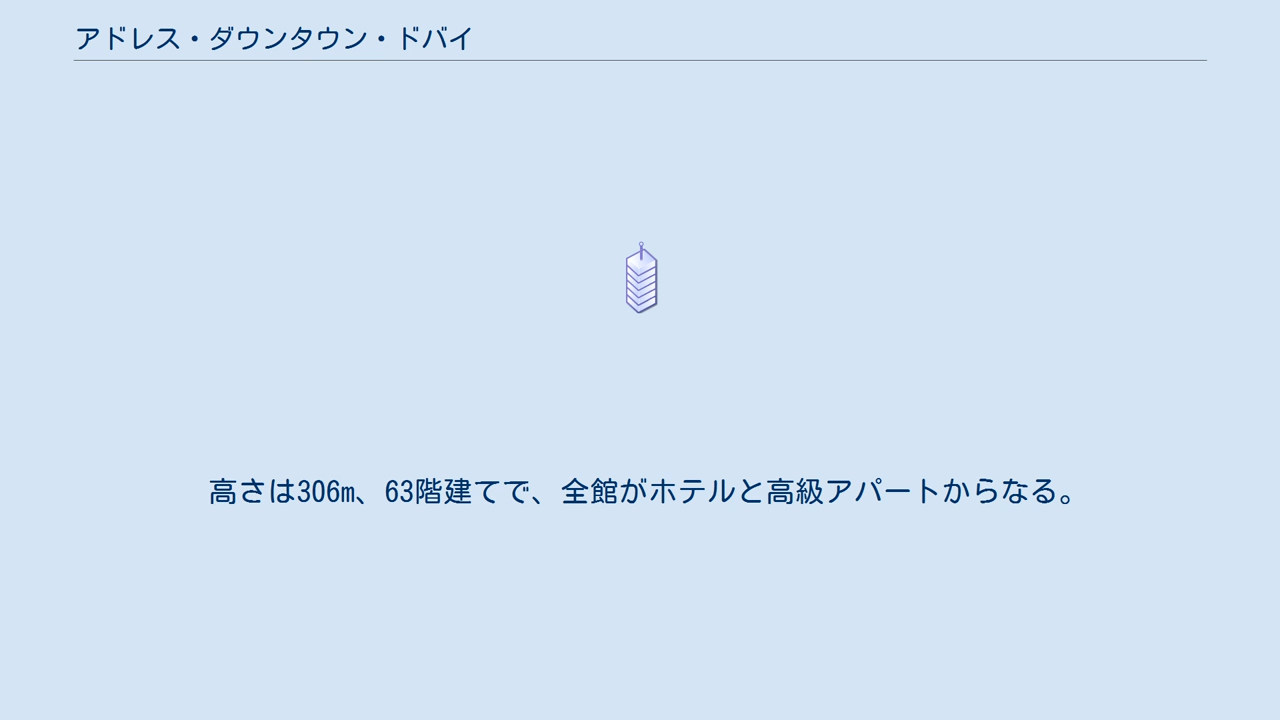 アドレス・ダウンタウン・ドバイ
高さは306m、63階建てで、全館がホテルと高級アパートからなる。